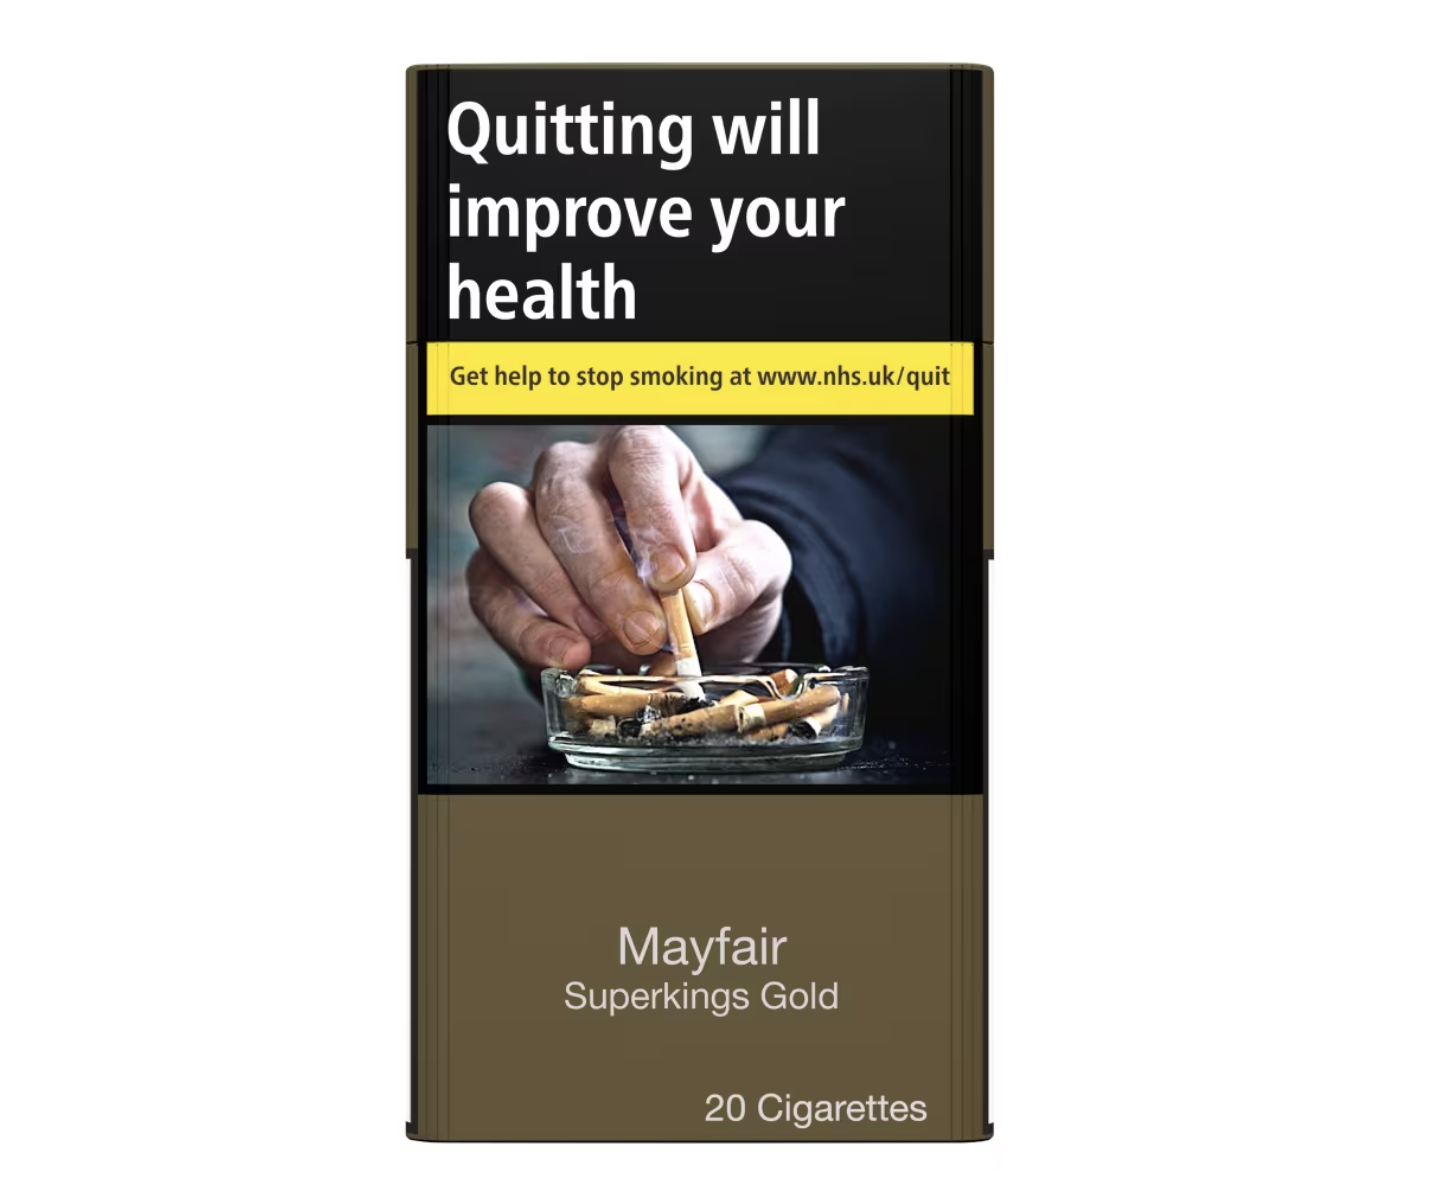 Quitting will
improve your
health
Get help to stop smoking at www.nhs.uk/quit
Mayfair
Superkings Gold
20 Cigarettes